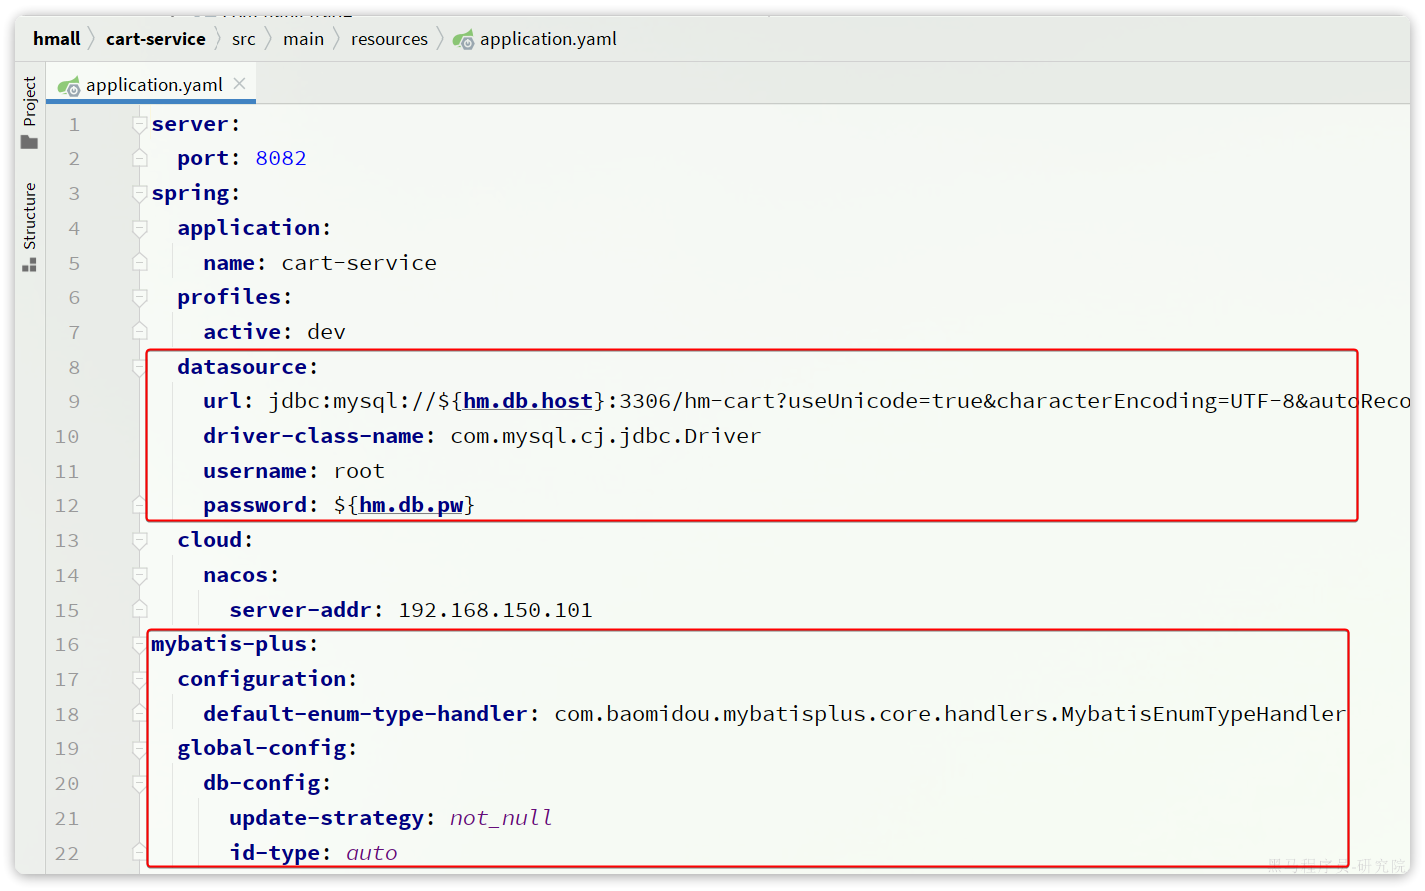 hmall cart-service src main resources application.yaml
application.yaml
Project
Structure
1 server:
2 port: 8082
3 spring:
4 application:
5 name: cart-service
6 profiles:
7 active: dev
8 datasource:
9 url: jdbc:mysql://${hm.db.host}:3306/hm-cart?useUnicode=true&characterEncoding=UTF-8&autoReco
10 driver-class-name: com.mysql.cj.jdbc.Driver
11 username: root
12 password: ${hm.db.pw}
13 cloud:
14 nacos:
15 server-addr: 192.168.150.101
16 mybatis-plus:
17 configuration:
18 default-enum-type-handler: com.baomidou.mybatisplus.core.handlers.MybatisEnumTypeHandler
19 global-config:
20 db-config:
21 update-strategy: not_null
22 id-type: auto
黑马程序员-研究院